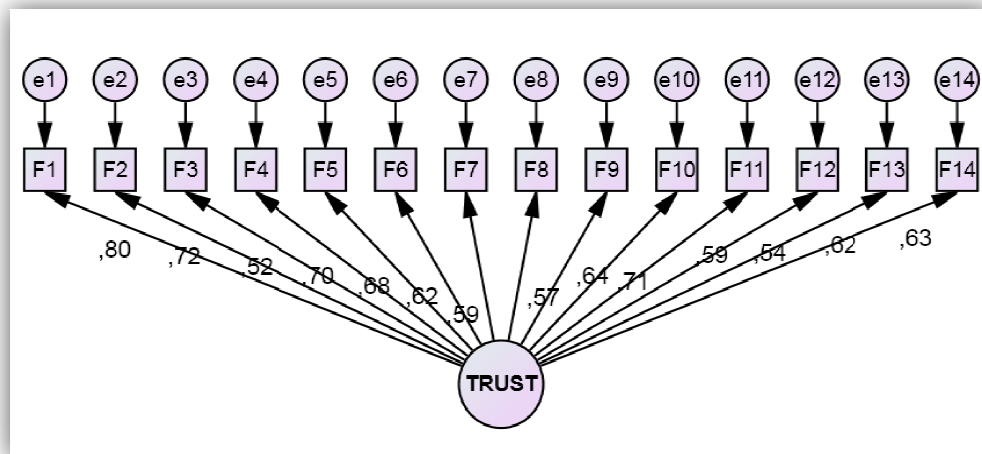 e1 e2 e3 e4 e5 e6 e7 e8 e9 e10 e11 e12 e13 e14
F1 F2 F3 F4 F5 F6 F7 F8 F9 F10 F11 F12 F13 F14
,80 ,72 ,52 ,70 ,68 ,62 ,59 ,57 ,64 ,71 ,59 ,54 ,62 ,63
TRUST